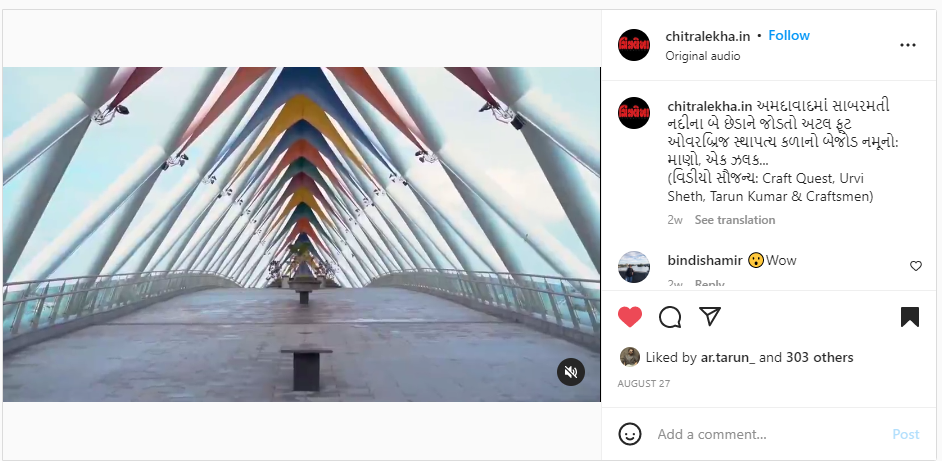 chitralekha.in • Follow
Original audio
chitralekha.in અમદાવાદમાં સાબરમતી
નદીના બે છેડાને જોડતો અટલ ફૂટ
ઓવરબ્રિજ સ્થાપત્ય કળાનો બેજોડ નમૂનો:
માણો, એક ઝલક...
(વિડીયો સૌજન્ય: Craft Quest, Urvi
Sheth, Tarun Kumar & Craftsmen)
2w See translation
bindishamir 😮Wow
2w Reply
Liked by ar.tarun_ and 303 others
AUGUST 27
Add a comment...
Post